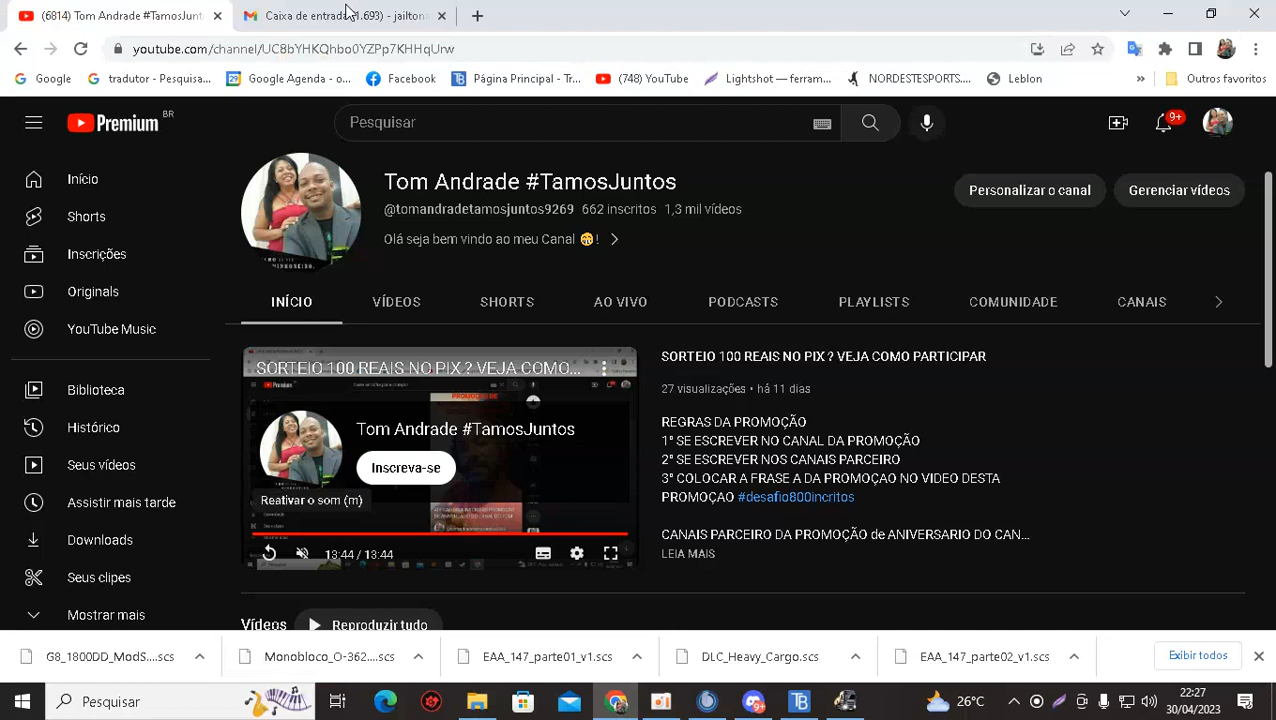 (6814) Tom Andrade #TamosJunt
Caixa de entrada (1.693) - jailton
youtube.com/channel/UC8bYHKQhbo0YZPp7KHHqUrw
Google
tradutor - Pesquisa...
Google Agenda - o...
Facebook
Página Principal - Tr...
(748) YouTube
Lightshot — ferram...
NORDESTESPORTS....
Lebre
»
Outros favoritos
Premium BR
Pesquisar
9+
Início
Shorts
Inscrições
Originals
YouTube Music
Biblioteca
Histórico
Seus vídeos
Assistir mais tarde
Downloads
Seus clipes
Mostrar mais
Tom Andrade #TamosJuntos
@tomandradetamosjuntos9269 662 inscritos 1,3 mil vídeos
Olá seja bem vindo ao meu Canal 🤭!
Personalizar o canal
Gerenciar vídeos
INÍCIO VÍDEOS SHORTS AO VIVO PODCASTS PLAYLISTS COMUNIDADE CANAIS
SORTEIO 100 REAIS NO PIX ? VEJA COMO...
Tom Andrade #TamosJuntos
Inscreva-se
Reativar o som (m)
13:44 / 13:44
SORTEIO 100 REAIS NO PIX ? VEJA COMO PARTICIPAR
27 visualizações • há 11 dias
REGRAS DA PROMOÇÃO
1° SE ESCREVER NO CANAL DA PROMOÇÃO
2° SE ESCREVER NOS CANAIS PARCEIRO
3° COLOCAR A FRASE A DA PROMOÇAO NO VIDEO DESTA
PROMOÇAO #desafio800incritos
CANAL PARCEIRO DA PROMOÇÃO de ANIVERSARIO DO CAN...
LEIA MAIS
Vídeos
Reproduzir tudo
G8_1800DD_ModS....scs
Monobloco_O-362....scs
EAA_147_parte01_v1.scs
DLC_Heavy_Cargo.scs
EAA_147_parte02_v1.scs
Exibir todos
Pesquisar
26°C
22:27
30/04/2023